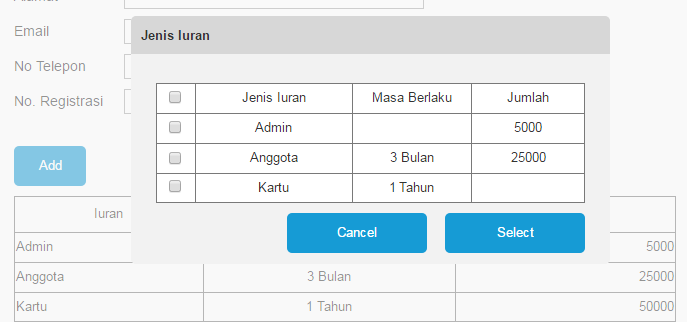 Email
No Telepon
No. Registrasi
Add
Jenis Iuran
Jenis Iuran Masa Berlaku Jumlah
Admin 5000
Anggota 3 Bulan 25000
Kartu 1 Tahun
Cancel Select
Iuran
Admin 5000
Anggota 3 Bulan 25000
Kartu 1 Tahun 50000